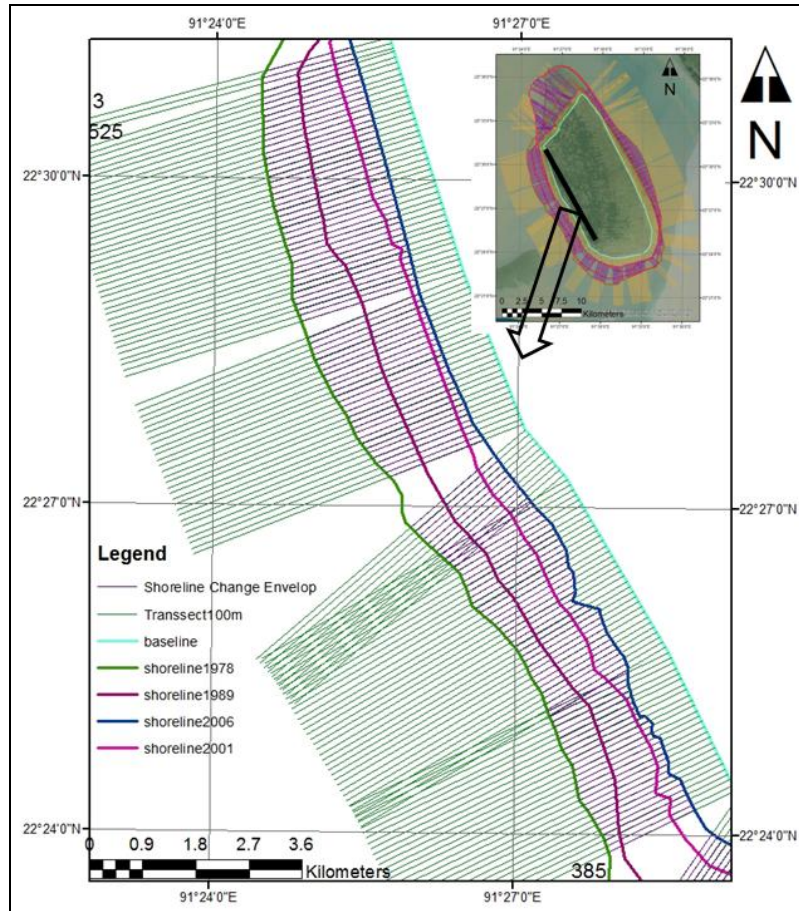 91°24'0"E 91°27'0"E
N
N
3
525
22°30'0"N 22°30'0"N
0 2.5 5 7.5 10
Kilometers
22°27'0"N 22°27'0"N
Legend
Shoreline Change Envelop
Transsect100m
baseline
shoreline1978
shoreline1989
shoreline2006
shoreline2001
22°24'0"N 22°24'0"N
0 0.9 1.8 2.7 3.6
Kilometers
385
91°24'0"E 91°27'0"E